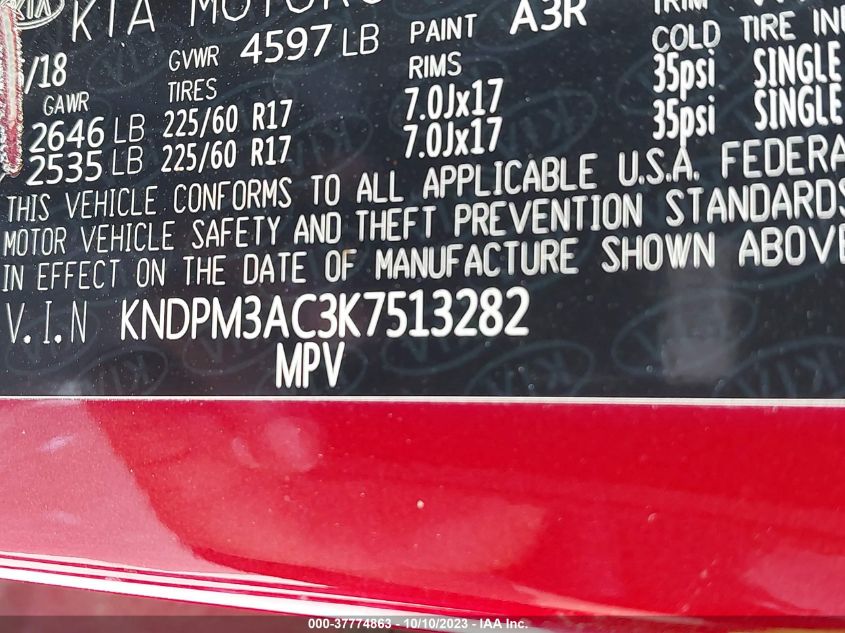 KIA KIA MOTORS
GVWR 4597 LB PAINT A3R
/18 COLD TIRE
GAWR TIRES RIMS
2646 LB 225/60 R17 7.0Jx17 35psi SINGLE
2535 LB 225/60 R17 7.0Jx17 35psi SINGLE
THIS VEHICLE CONFORMS TO ALL APPLICABLE U.S.A. FEDERA
MOTOR VEHICLE SAFETY AND THEFT PREVENTION STANDARDS
IN EFFECT ON THE DATE OF MANUFACTURE SHOWN ABOVE
V.I.N KNDPM3AC3K7513282
MPV
000-37774863 - 10/10/2023 - IAA Inc.